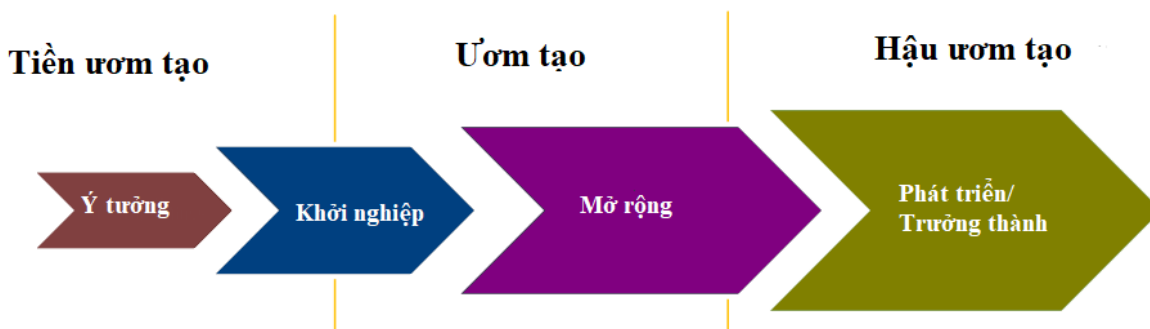 Tiền ươm tạo
Ươm tạo
Hậu ươm tạo
Ý tưởng
Khởi nghiệp
Mở rộng
Phát triển/
Trưởng thành